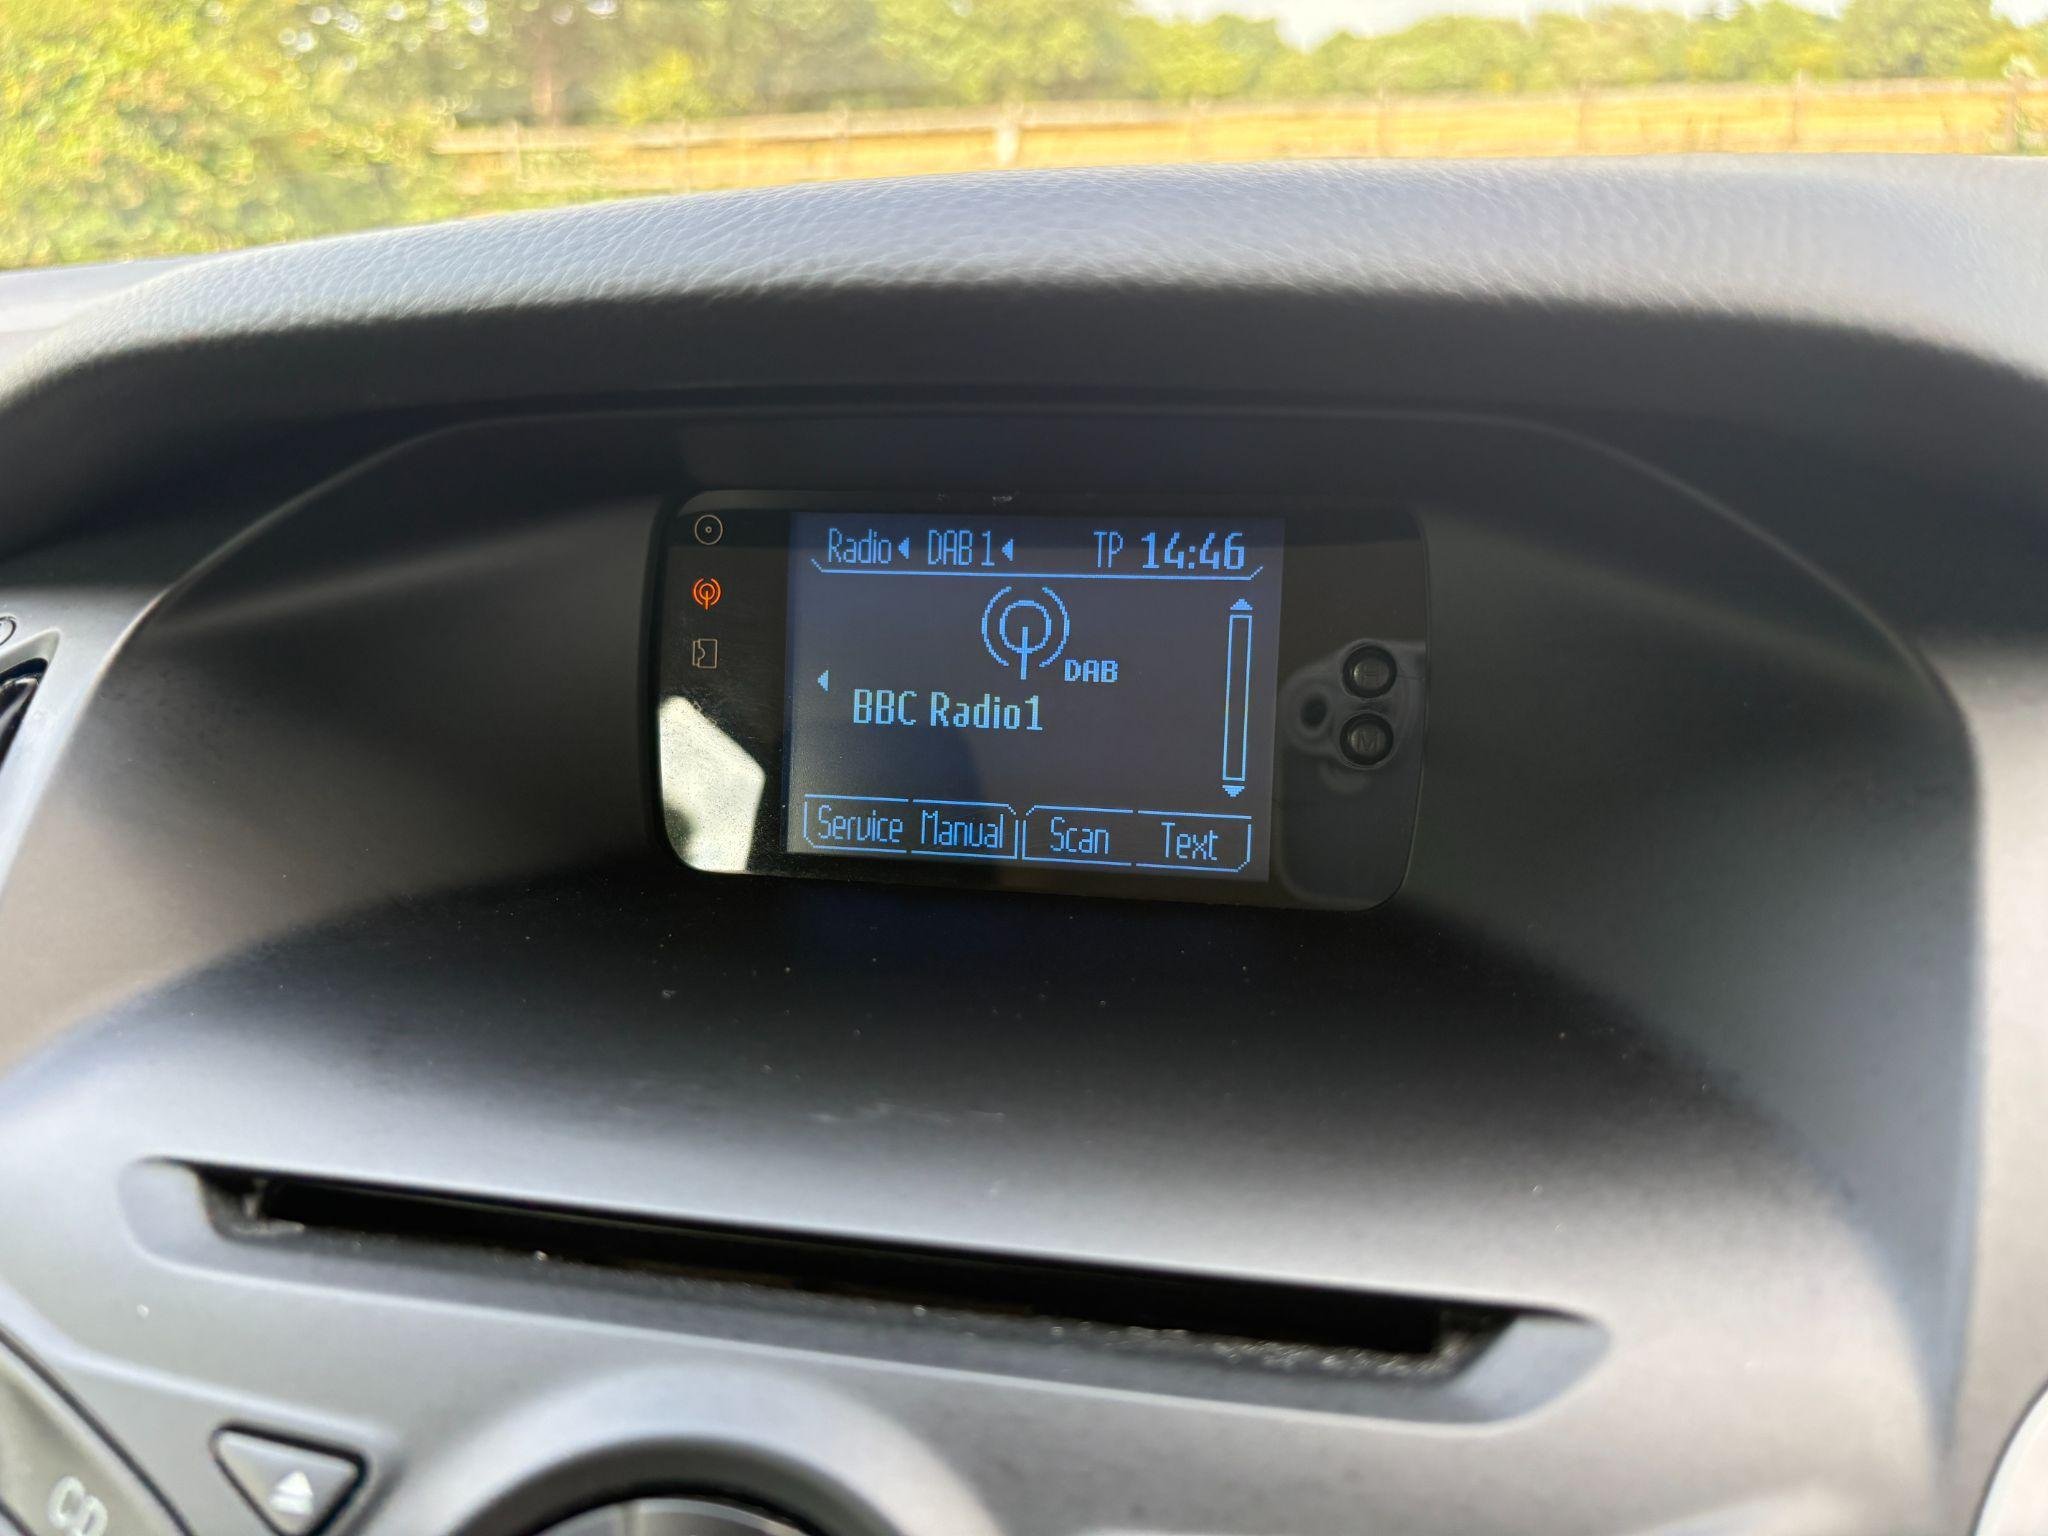 Radio DAB 1 TP 14:46
DAB
BBC Radio1
Service Manual Scan Text
H
M
CD